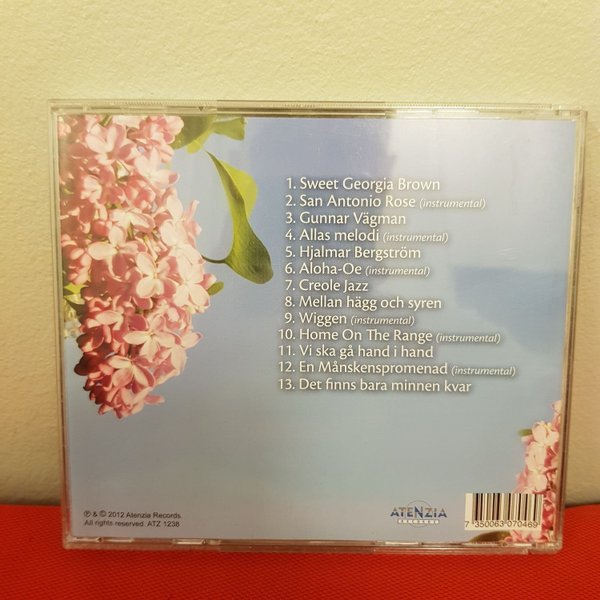 1. Sweet Georgia Brown
2. San Antonio Rose (instrumental)
3. Gunnar Vägman
4. Allas melodi (instrumental)
5. Hjalmar Bergström
6. Aloha-Oe (instrumental)
7. Creole Jazz
8. Mellan hägg och syren
9. Wiggen (instrumental)
10. Home On The Range (instrumental)
11. Vi ska gå hand i hand
12. En Månskenspromenad (instrumental)
13. Det finns bara minnen kvar
℗ & © 2012 Atenzia Records
All rights reserved. ATZ 1238
ATENZIA
RECORDS
7 350063 070469